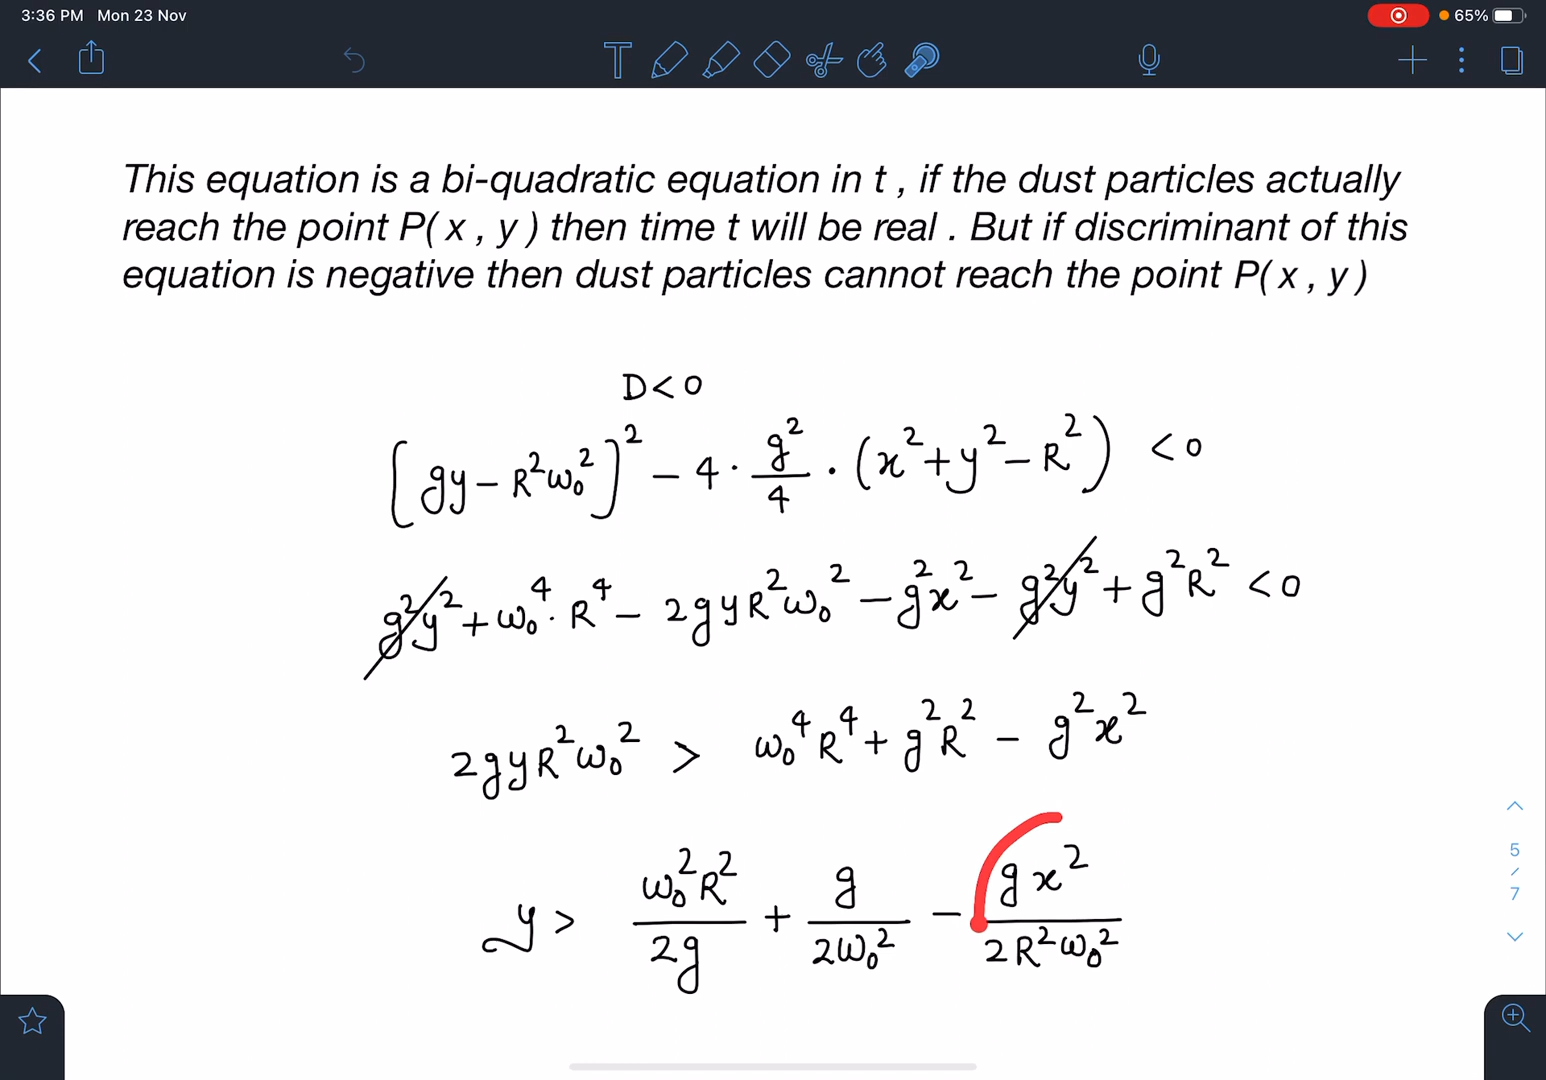 3:36 PM Mon 23 Nov
65%
T
This equation is a bi-quadratic equation in t , if the dust particles actually
reach the point P( x , y ) then time t will be real . But if discriminant of this
equation is negative then dust particles cannot reach the point P( x , y )
D < 0
[gy - R²ω₀²]² - 4 · g²/4 · (x² + y² - R²) < 0
g²y² + ω₀⁴ · R⁴ - 2gyR²ω₀² - g²x² - g²y² + g²R² < 0
2gyR²ω₀² > ω₀⁴R⁴ + g²R² - g²x²
y > ω₀²R²/2g + g/2ω₀² - gx²/2R²ω₀²
5
/
7